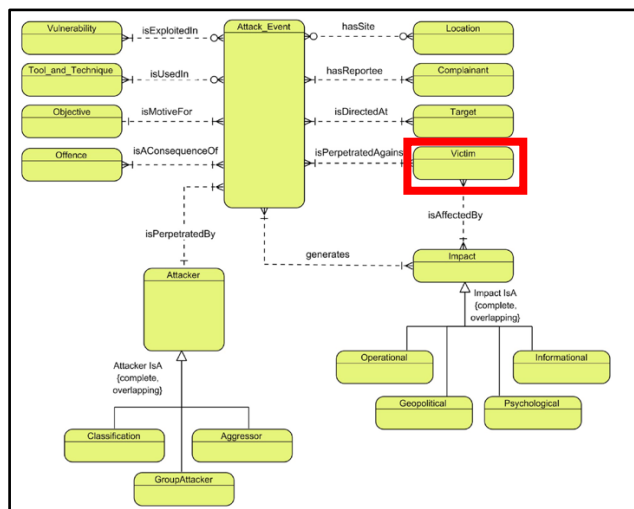 Vulnerability
isExploitedIn
Attack_Event
hasSite
Location
Tool_and_Technique
isUsedIn
hasReportee
Complainant
Objective
isMotiveFor
isDirectedAt
Target
Offence
isAConsequenceOf
isPerpetratedAgains
Victim
isPerpetratedBy
isAffectedBy
generates
Attacker
Impact
Impact IsA
{complete,
overlapping}
Attacker IsA
{complete,
overlapping}
Operational
Informational
Geopolitical
Psychological
Classification
Aggressor
GroupAttacker